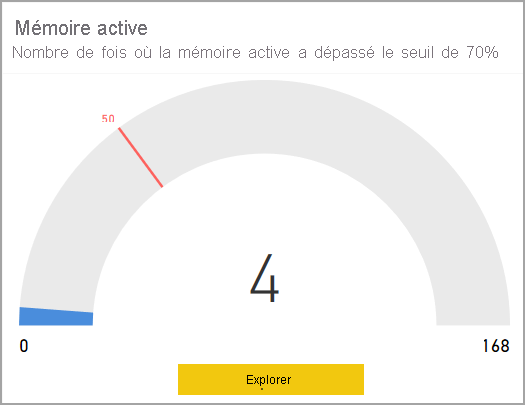 Mémoire active
Nombre de fois où la mémoire active a dépassé le seuil de 70%
50
4
0
168
Explorer